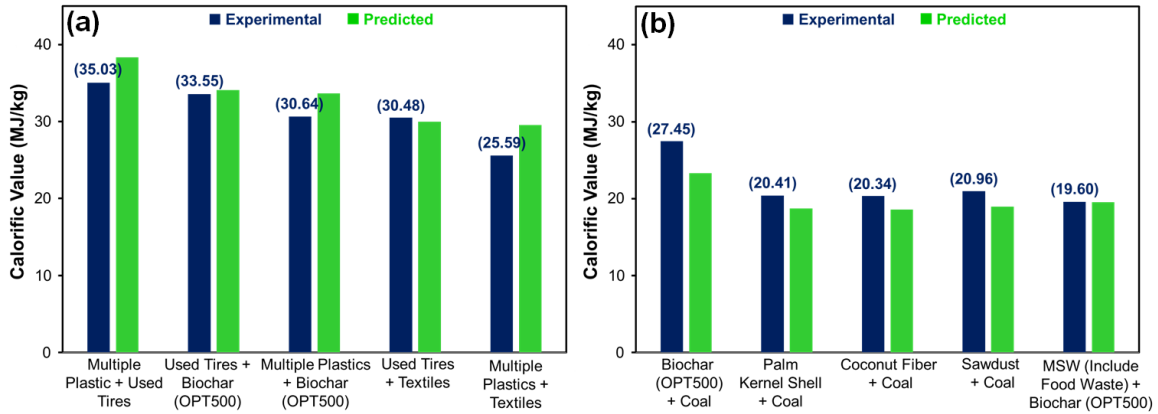 (a)
Experimental
Predicted
Calorific Value (MJ/kg)
40
30
20
10
0
(35.03)
(33.55)
(30.64)
(30.48)
(25.59)
Multiple
Plastic + Used
Tires
Used Tires +
Biochar
(OPT500)
Multiple Plastics
+ Biochar
(OPT500)
Used Tires
+ Textiles
Multiple
Plastics +
Textiles
(b)
Experimental
Predicted
Calorific Value (MJ/kg)
40
30
20
10
0
(27.45)
(20.41)
(20.34)
(20.96)
(19.60)
Biochar
(OPT500)
+ Coal
Palm
Kernel Shell
+ Coal
Coconut Fiber
+ Coal
Sawdust
+ Coal
MSW (Include
Food Waste) +
Biochar (OPT500)